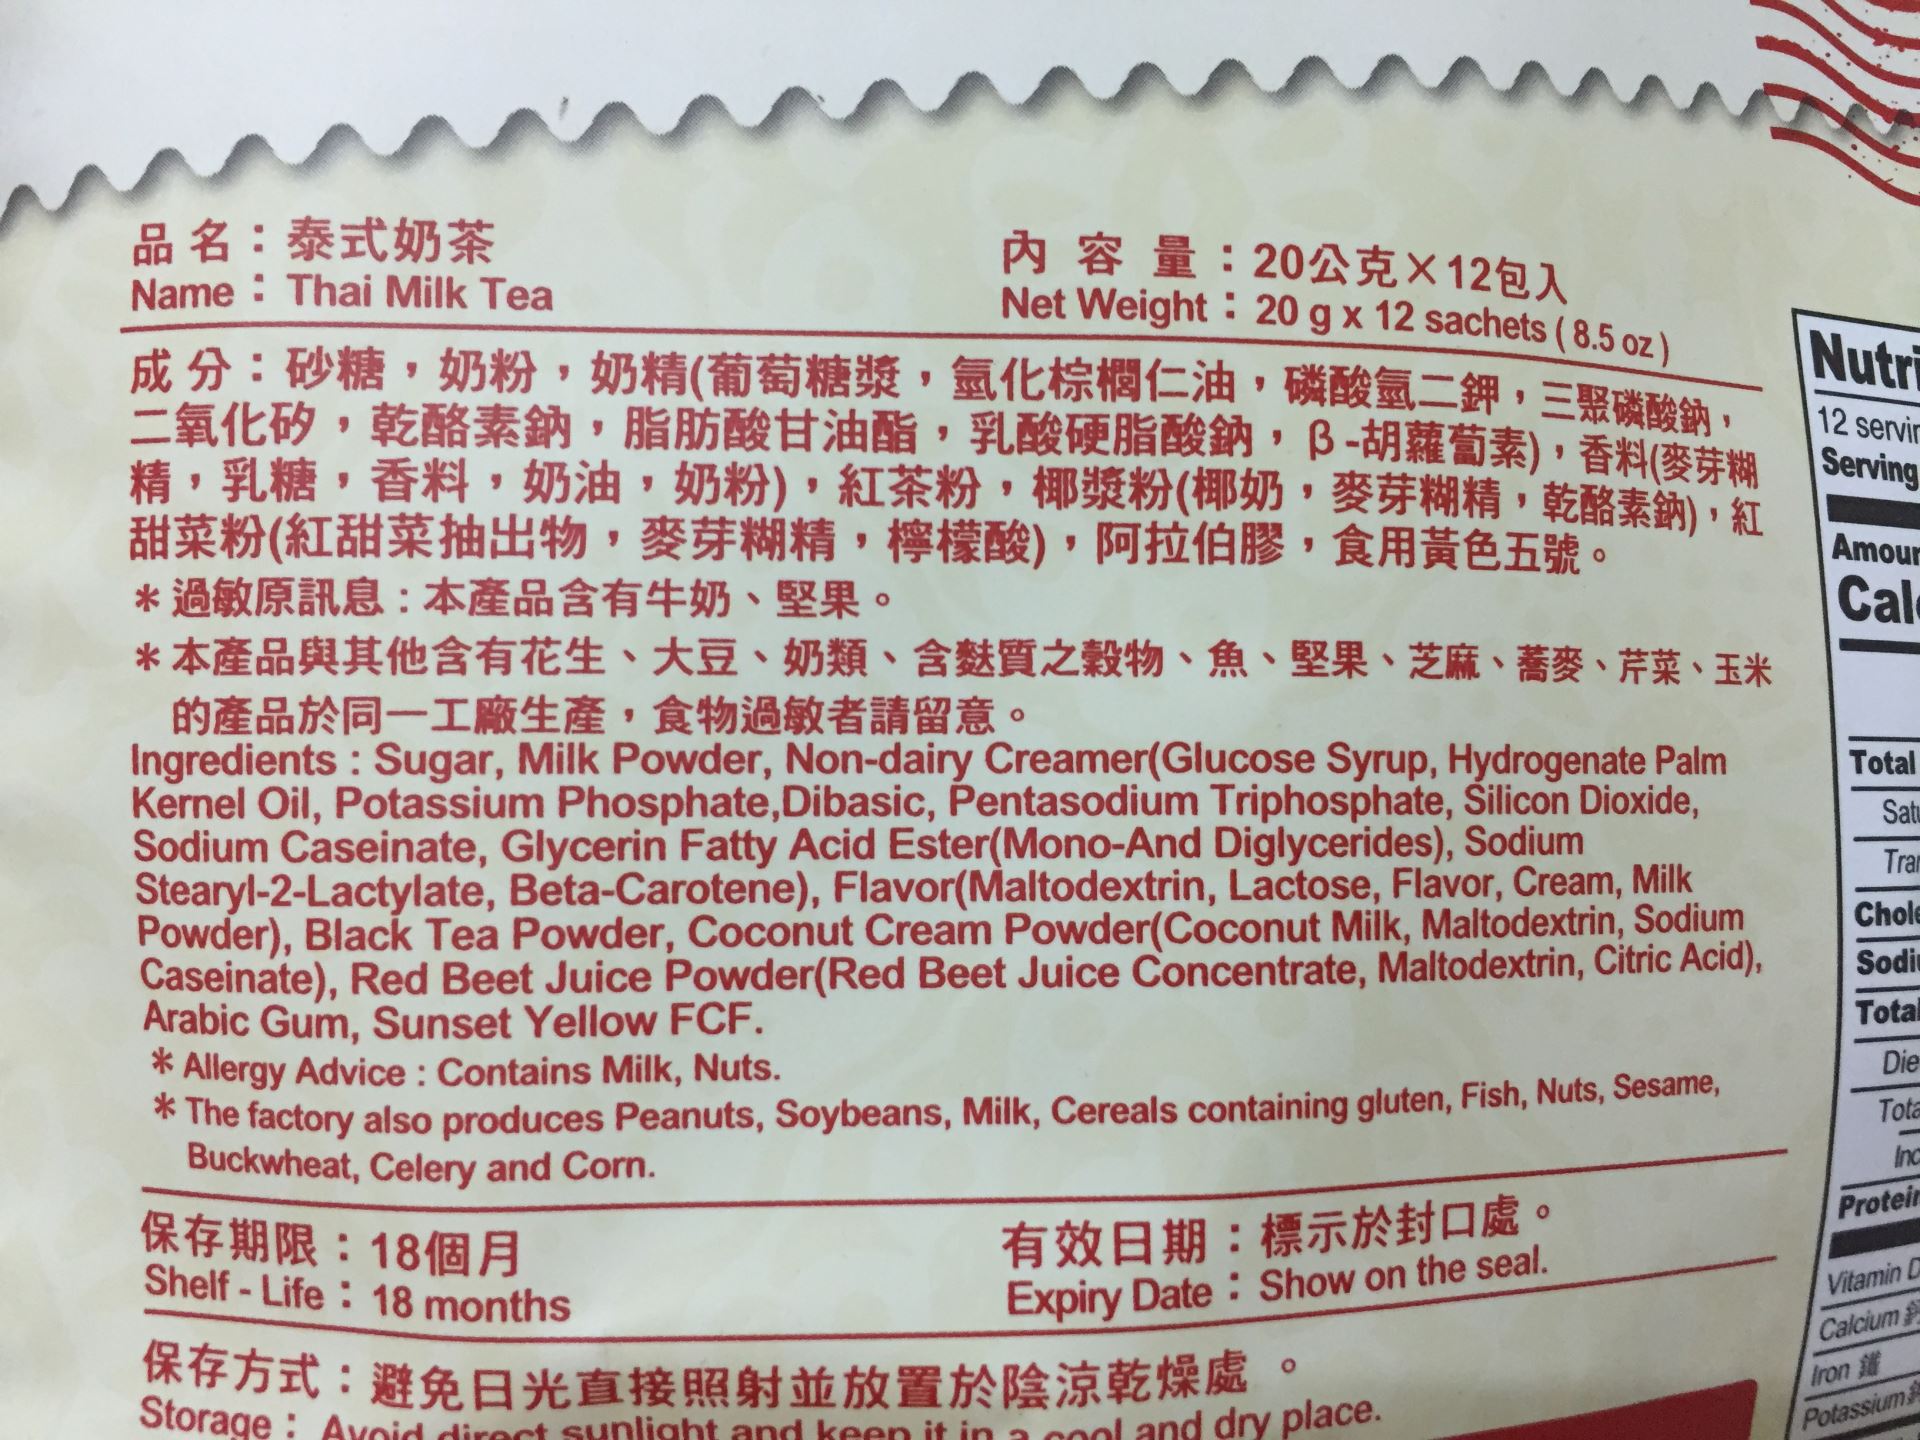 品名：泰式奶茶
Name： Thai Milk Tea
內 容 量：20公克×12包入
Net Weight：20 g x 12 sachets ( 8.5 oz )
成分：砂糖，奶粉，奶精(葡萄糖漿，氫化棕櫚仁油，磷酸氫二鉀，三聚磷酸鈉，
二氧化矽，乾酪素鈉，脂肪酸甘油酯，乳酸硬脂酸鈉，β-胡蘿蔔素)，香料(麥芽糊
精，乳糖，香料，奶油，奶粉)，紅茶粉，椰漿粉(椰奶，麥芽糊精，乾酪素鈉)，紅
甜菜粉(紅甜菜抽出物，麥芽糊精，檸檬酸)，阿拉伯膠，食用黃色五號。
＊過敏原訊息：本產品含有牛奶、堅果。
＊本產品與其他含有花生、大豆、奶類、含麩質之穀物、魚、堅果、芝麻、蕎麥、芹菜、玉米
的產品於同一工廠生產，食物過敏者請留意。
Ingredients : Sugar, Milk Powder, Non-dairy Creamer(Glucose Syrup, Hydrogenate Palm
Kernel Oil, Potassium Phosphate,Dibasic, Pentasodium Triphosphate, Silicon Dioxide,
Sodium Caseinate, Glycerin Fatty Acid Ester(Mono-And Diglycerides), Sodium
Stearyl-2-Lactylate, Beta-Carotene), Flavor(Maltodextrin, Lactose, Flavor, Cream, Milk
Powder), Black Tea Powder, Coconut Cream Powder(Coconut Milk, Maltodextrin, Sodium
Caseinate), Red Beet Juice Powder(Red Beet Juice Concentrate, Maltodextrin, Citric Acid),
Arabic Gum, Sunset Yellow FCF.
＊Allergy Advice : Contains Milk, Nuts.
＊The factory also produces Peanuts, Soybeans, Milk, Cereals containing gluten, Fish, Nuts, Sesame,
Buckwheat, Celery and Corn.
保存期限：18個月
Shelf - Life：18 months
有效日期：標示於封口處。
Expiry Date：Show on the seal.
保存方式：避免日光直接照射並放置於陰涼乾燥處。
Storage：Avoid direct sunlight and keep it in a cool and dry place.
12
Serving
Total
Sodi
Total
Vitamin D
Calcium
Iron 鐵
Potassium